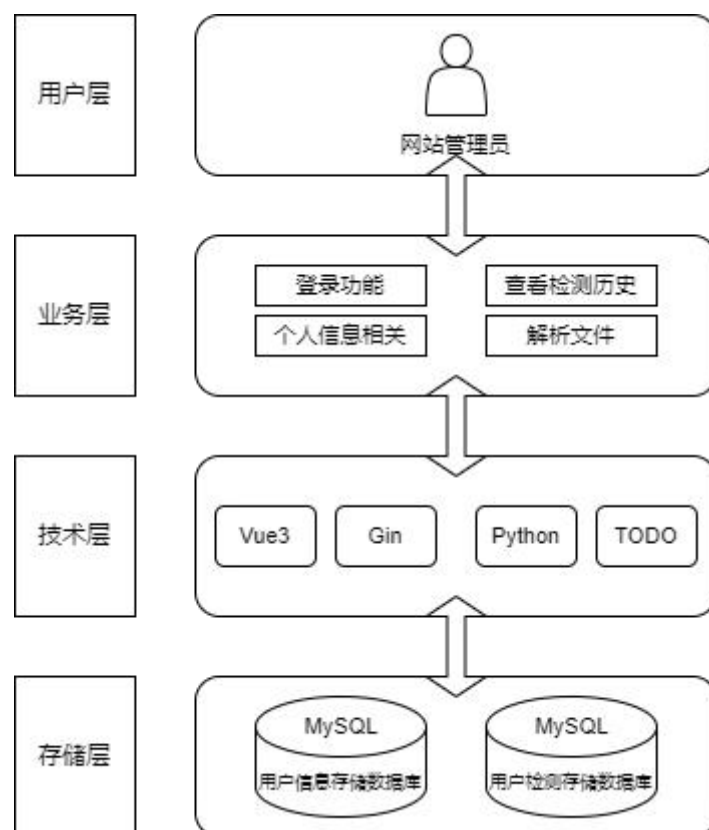 用户层
网站管理员
业务层
登录功能
查看检测历史
个人信息相关
解析文件
技术层
Vue3
Gin
Python
TODO
存储层
MySQL
用户信息存储数据库
MySQL
用户检测存储数据库